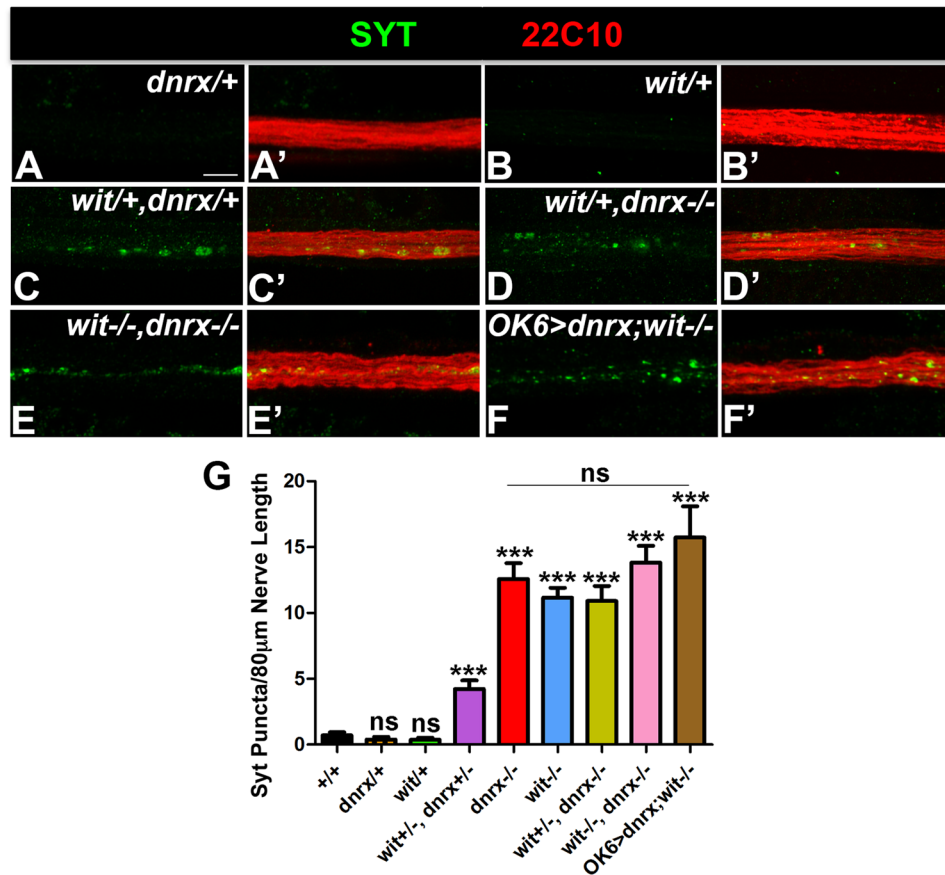 SYT 22C10
dnrx/+ wit/+
A A’ B B’
wit/+,dnrx/+ wit/+,dnrx-/-
C C’ D D’
wit-/-,dnrx-/- OK6>dnrx;wit-/-
E E’ F F’
G
Syt Puncta/80µm Nerve Length
20
15
10
5
0
ns
ns
ns
***
***
***
***
***
***
+/+
dnrx/+
wit/+
wit+/-, dnrx+/-
dnrx-/-
wit-/-
wit+/-, dnrx-/-
wit-/-, dnrx-/-
OK6>dnrx;wit-/-